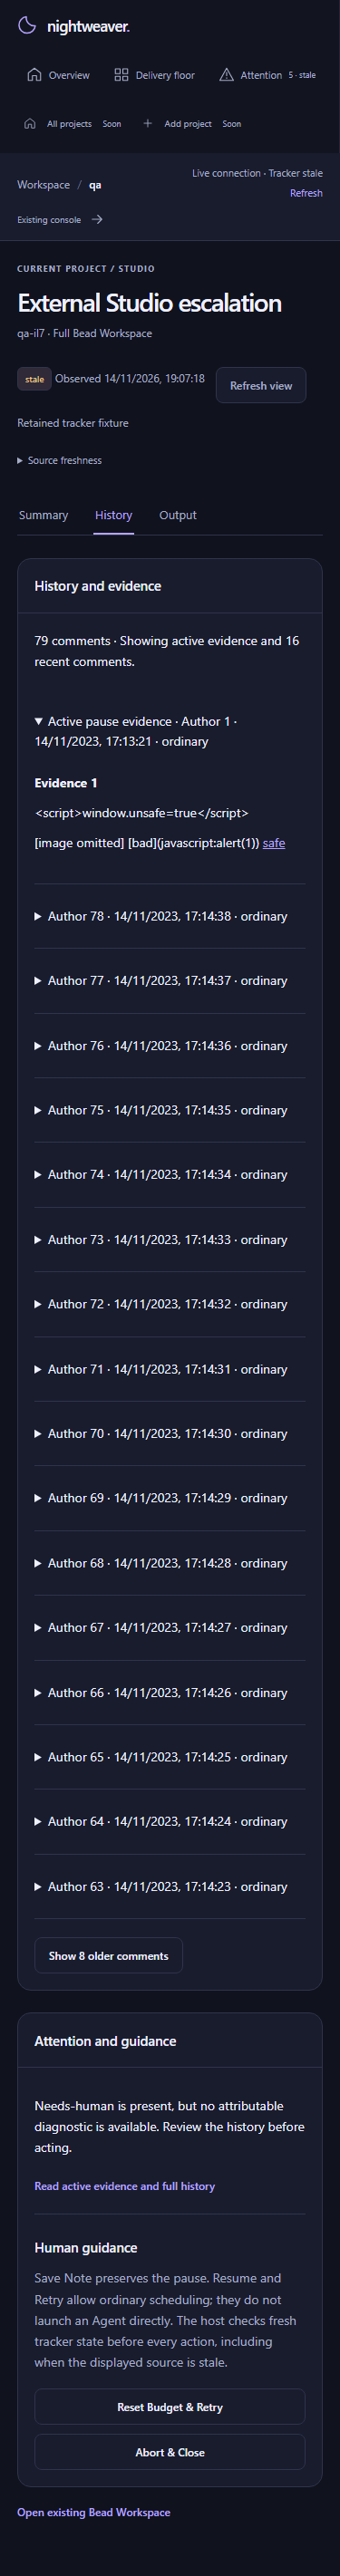 nightweaver.
Overview
Delivery floor
Attention 5 · stale
All projects Soon
Add project Soon
Workspace / qa
Live connection · Tracker stale
Refresh
Existing console →
CURRENT PROJECT / STUDIO
External Studio escalation
qa-il7 · Full Bead Workspace
stale Observed 14/11/2026, 19:07:18
Refresh view
Retained tracker fixture
Source freshness
Summary History Output
History and evidence
79 comments · Showing active evidence and 16
recent comments.
Active pause evidence · Author 1 ·
14/11/2023, 17:13:21 · ordinary
Evidence 1
<script>window.unsafe=true</script>
[image omitted] [bad](javascript:alert(1)) safe
Author 78 · 14/11/2023, 17:14:38 · ordinary
Author 77 · 14/11/2023, 17:14:37 · ordinary
Author 76 · 14/11/2023, 17:14:36 · ordinary
Author 75 · 14/11/2023, 17:14:35 · ordinary
Author 74 · 14/11/2023, 17:14:34 · ordinary
Author 73 · 14/11/2023, 17:14:33 · ordinary
Author 72 · 14/11/2023, 17:14:32 · ordinary
Author 71 · 14/11/2023, 17:14:31 · ordinary
Author 70 · 14/11/2023, 17:14:30 · ordinary
Author 69 · 14/11/2023, 17:14:29 · ordinary
Author 68 · 14/11/2023, 17:14:28 · ordinary
Author 67 · 14/11/2023, 17:14:27 · ordinary
Author 66 · 14/11/2023, 17:14:26 · ordinary
Author 65 · 14/11/2023, 17:14:25 · ordinary
Author 64 · 14/11/2023, 17:14:24 · ordinary
Author 63 · 14/11/2023, 17:14:23 · ordinary
Show 8 older comments
Attention and guidance
Needs-human is present, but no attributable
diagnostic is available. Review the history before
acting.
Read active evidence and full history
Human guidance
Save Note preserves the pause. Resume and
Retry allow ordinary scheduling; they do not
launch an Agent directly. The host checks fresh
tracker state before every action, including
when the displayed source is stale.
Reset Budget & Retry
Abort & Close
Open existing Bead Workspace